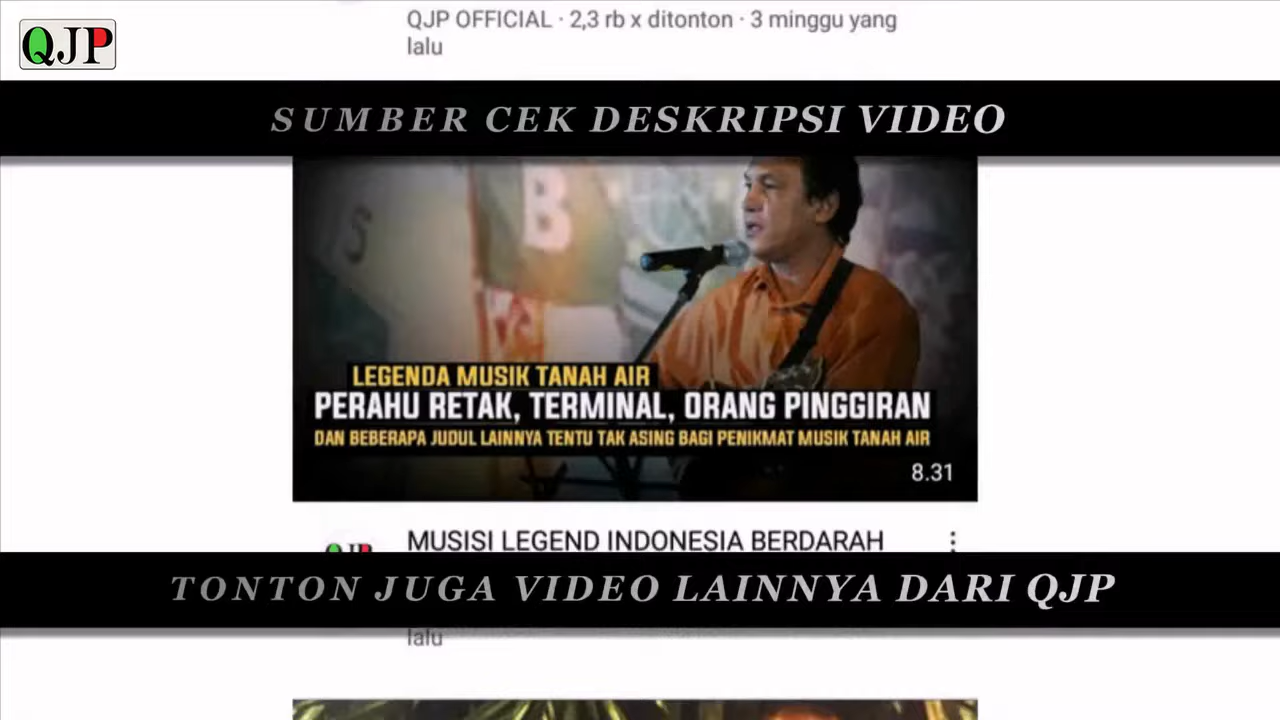 QJP
QJP OFFICIAL · 2,3 rb x ditonton · 3 minggu yang
lalu
SUMBER CEK DESKRIPSI VIDEO
B
S
LEGENDA MUSIK TANAH AIR
PERAHU RETAK, TERMINAL, ORANG PINGGIRAN
DAN BEBERAPA JUDUL LAINNYA TENTU TAK ASING BAGI PENIKMAT MUSIK TANAH AIR
8.31
MUSISI LEGEND INDONESIA BERDARAH
QJP
TONTON JUGA VIDEO LAINNYA DARI QJP
lalu